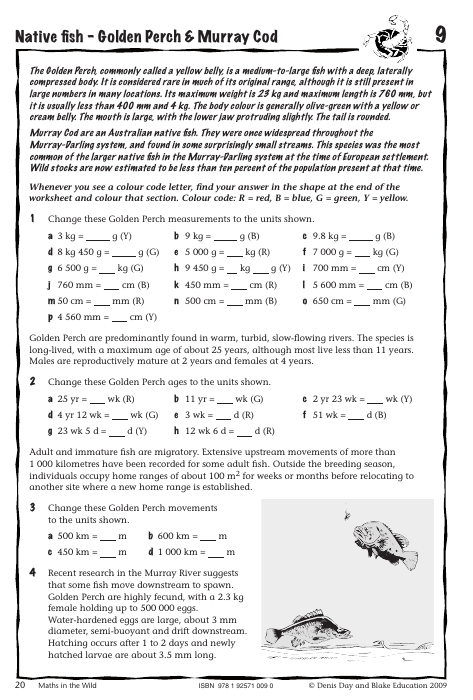 Native fish – Golden Perch & Murray Cod
9
The Golden Perch, commonly called a yellow belly, is a medium-to-large fish with a deep, laterally
compressed body. It is considered rare in much of its original range, although it is still present in
large numbers in many locations. Its maximum weight is 23 kg and maximum length is 760 mm, but
it is usually less than 400 mm and 4 kg. The body colour is generally olive-green with a yellow or
cream belly. The mouth is large, with the lower jaw protruding slightly. The tail is rounded.
Murray Cod are an Australian native fish. They were once widespread throughout the
Murray-Darling system, and found in some surprisingly small streams. This species was the most
common of the larger native fish in the Murray-Darling system at the time of European settlement.
Wild stocks are now estimated to be less than ten percent of the population present at that time.
Whenever you see a colour code letter, find your answer in the shape at the end of the
worksheet and colour that section. Colour code: R = red, B = blue, G = green, Y = yellow.
1 Change these Golden Perch measurements to the units shown.
a 3 kg = ____ g (Y) b 9 kg = ____ g (B) c 9.8 kg = ____ g (B)
d 8 kg 450 g = ____ g (G) e 5 000 g = ___ kg (R) f 7 000 g = ___ kg (G)
g 6 500 g = ___ kg (G) h 9 450 g = __ kg ___ g (Y) i 700 mm = ___ cm (Y)
j 760 mm = ___ cm (B) k 450 mm = ___ cm (R) l 5 600 mm = ___ cm (B)
m 50 cm = ___ mm (R) n 500 cm = ___ mm (B) o 650 cm = ___ mm (G)
p 4 560 mm = ___ cm (Y)
Golden Perch are predominantly found in warm, turbid, slow-flowing rivers. The species is
long-lived, with a maximum age of about 25 years, although most live less than 11 years.
Males are reproductively mature at 2 years and females at 4 years.
2 Change these Golden Perch ages to the units shown.
a 25 yr = ___ wk (R) b 11 yr = ___ wk (G) c 2 yr 23 wk = ___ wk (Y)
d 4 yr 12 wk = ___ wk (G) e 3 wk = ___ d (R) f 51 wk = ___ d (B)
g 23 wk 5 d = ___ d (Y) h 12 wk 6 d = ___ d (R)
Adult and immature fish are migratory. Extensive upstream movements of more than
1 000 kilometres have been recorded for some adult fish. Outside the breeding season,
individuals occupy home ranges of about 100 m² for weeks or months before relocating to
another site where a new home range is established.
3 Change these Golden Perch movements
to the units shown.
a 500 km = ___ m b 600 km = ___ m
c 450 km = ___ m d 1 000 km = ___ m
4 Recent research in the Murray River suggests
that some fish move downstream to spawn.
Golden Perch are highly fecund, with a 2.3 kg
female holding up to 500 000 eggs.
Water-hardened eggs are large, about 3 mm
diameter, semi-buoyant and drift downstream.
Hatching occurs after 1 to 2 days and newly
hatched larvae are about 3.5 mm long.
20 Maths in the Wild ISBN 978 1 92571 009 0 © Denis Day and Blake Education 2009